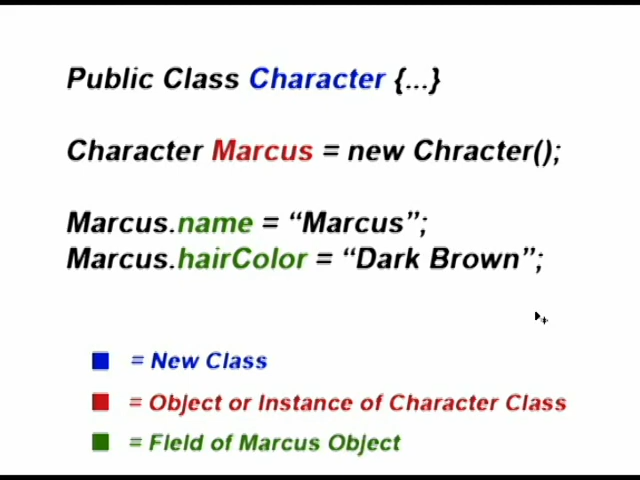 Public Class Character {...}
Character Marcus = new Chracter();
Marcus.name = “Marcus”;
Marcus.hairColor = “Dark Brown”;
= New Class
= Object or Instance of Character Class
= Field of Marcus Object